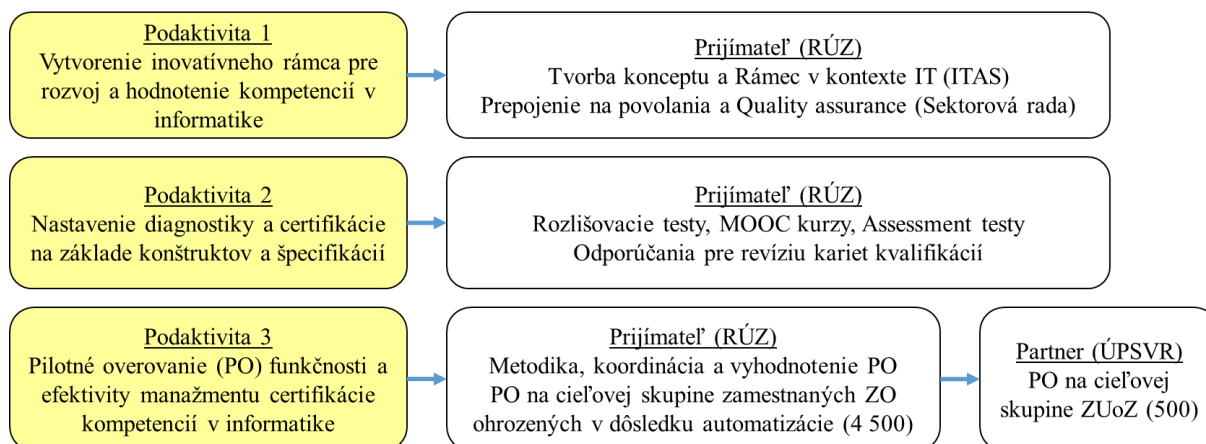 Podaktivita 1
Vytvorenie inovatívneho rámca pre
rozvoj a hodnotenie kompetencií v
informatike
Prijímateľ (RÚZ)
Tvorba konceptu a Rámec v kontexte IT (ITAS)
Prepojenie na povolania a Quality assurance (Sektorová rada)
Podaktivita 2
Nastavenie diagnostiky a certifikácie
na základe konštruktov a špecifikácií
Prijímateľ (RÚZ)
Rozlišovacie testy, MOOC kurzy, Assessment testy
Odporúčania pre revíziu kariet kvalifikácií
Podaktivita 3
Pilotné overovanie (PO) funkčnosti a
efektivity manažmentu certifikácie
kompetencií v informatike
Prijímateľ (RÚZ)
Metodika, koordinácia a vyhodnotenie PO
PO na cieľovej skupine zamestnaných ZO
ohrozených v dôsledku automatizácie (4 500)
Partner (ÚPSVR)
PO na cieľovej
skupine ZUoZ (500)